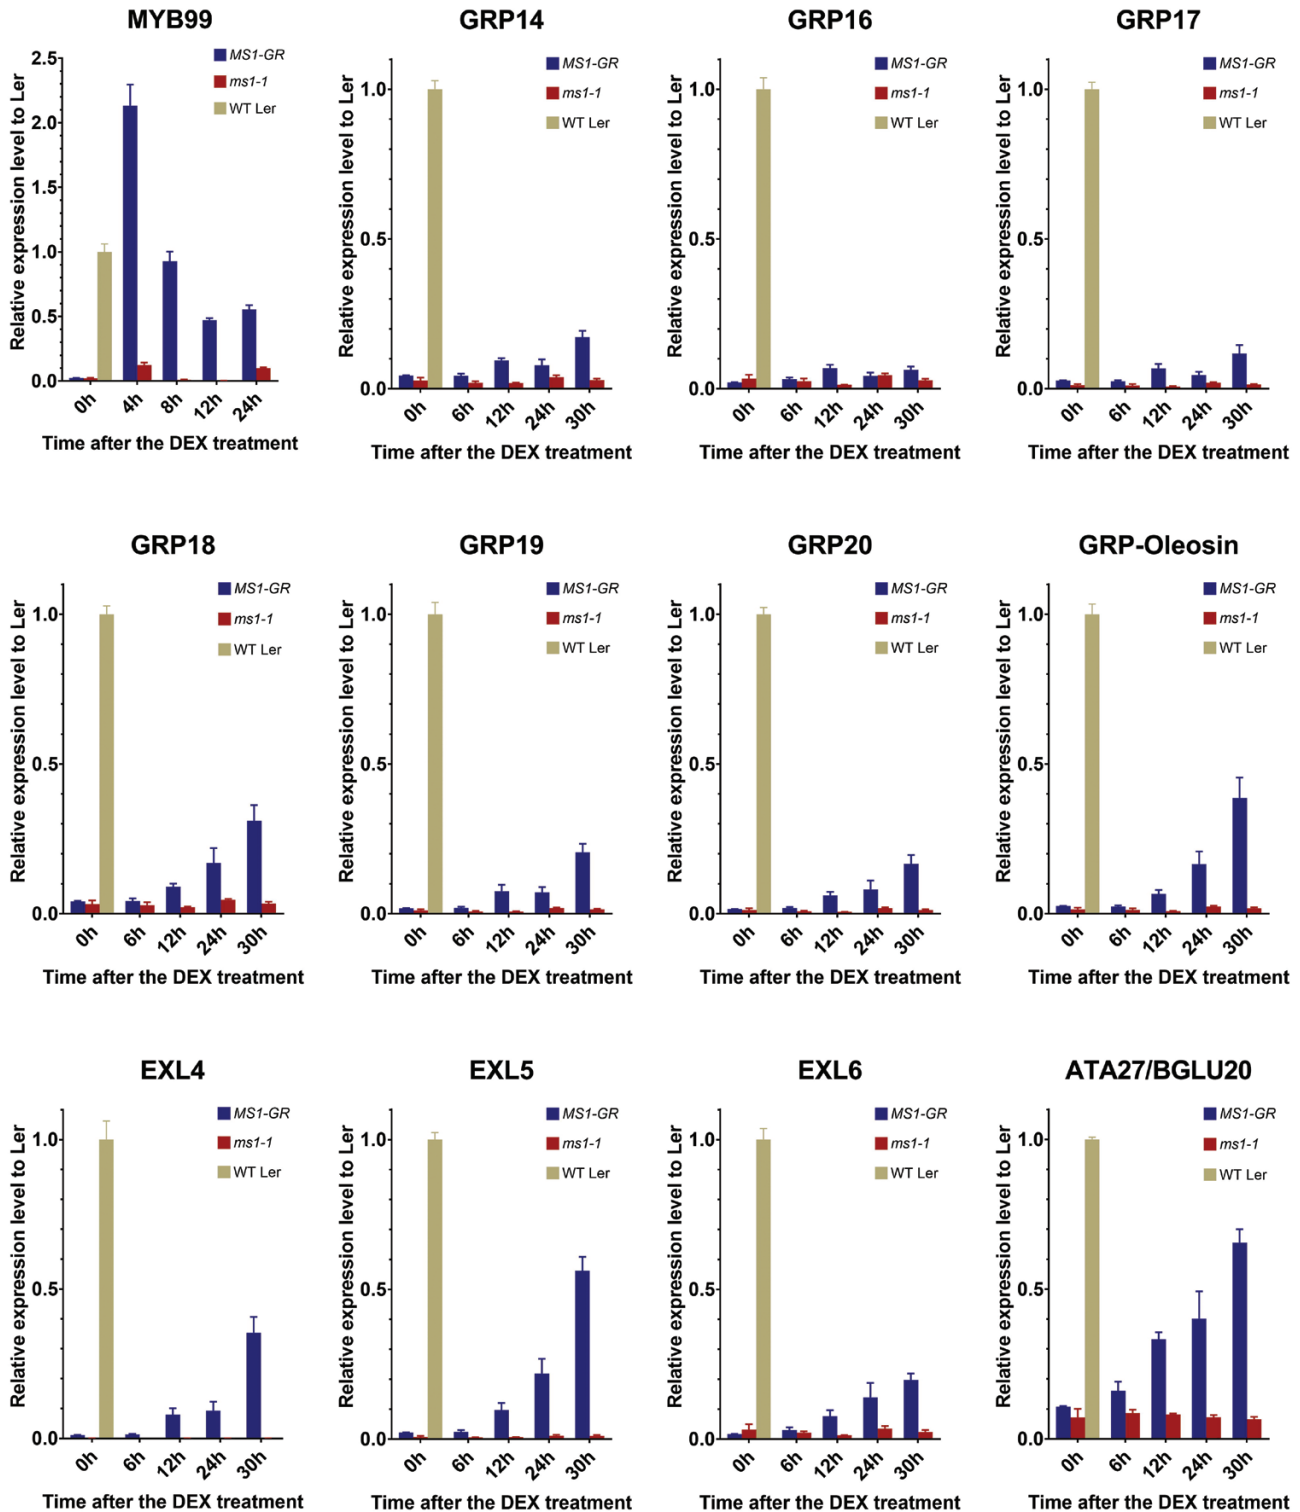 MYB99
Relative expression level to Ler
2.5
2.0
1.5
1.0
0.5
0.0
MS1-GR
ms1-1
WT Ler
0h
4h
8h
12h
24h
Time after the DEX treatment
GRP14
Relative expression level to Ler
1.0
0.5
0.0
MS1-GR
ms1-1
WT Ler
0h
6h
12h
24h
30h
Time after the DEX treatment
GRP16
Relative expression level to Ler
1.0
0.5
0.0
MS1-GR
ms1-1
WT Ler
0h
6h
12h
24h
30h
Time after the DEX treatment
GRP17
Relative expression level to Ler
1.0
0.5
0.0
MS1-GR
ms1-1
WT Ler
0h
6h
12h
24h
30h
Time after the DEX treatment
GRP18
Relative expression level to Ler
1.0
0.5
0.0
MS1-GR
ms1-1
WT Ler
0h
6h
12h
24h
30h
Time after the DEX treatment
GRP19
Relative expression level to Ler
1.0
0.5
0.0
MS1-GR
ms1-1
WT Ler
0h
6h
12h
24h
30h
Time after the DEX treatment
GRP20
Relative expression level to Ler
1.0
0.5
0.0
MS1-GR
ms1-1
WT Ler
0h
6h
12h
24h
30h
Time after the DEX treatment
GRP-Oleosin
Relative expression level to Ler
1.0
0.5
0.0
MS1-GR
ms1-1
WT Ler
0h
6h
12h
24h
30h
Time after the DEX treatment
EXL4
Relative expression level to Ler
1.0
0.5
0.0
MS1-GR
ms1-1
WT Ler
0h
6h
12h
24h
30h
Time after the DEX treatment
EXL5
Relative expression level to Ler
1.0
0.5
0.0
MS1-GR
ms1-1
WT Ler
0h
6h
12h
24h
30h
Time after the DEX treatment
EXL6
Relative expression level to Ler
1.0
0.5
0.0
MS1-GR
ms1-1
WT Ler
0h
6h
12h
24h
30h
Time after the DEX treatment
ATA27/BGLU20
Relative expression level to Ler
1.0
0.5
0.0
MS1-GR
ms1-1
WT Ler
0h
6h
12h
24h
30h
Time after the DEX treatment